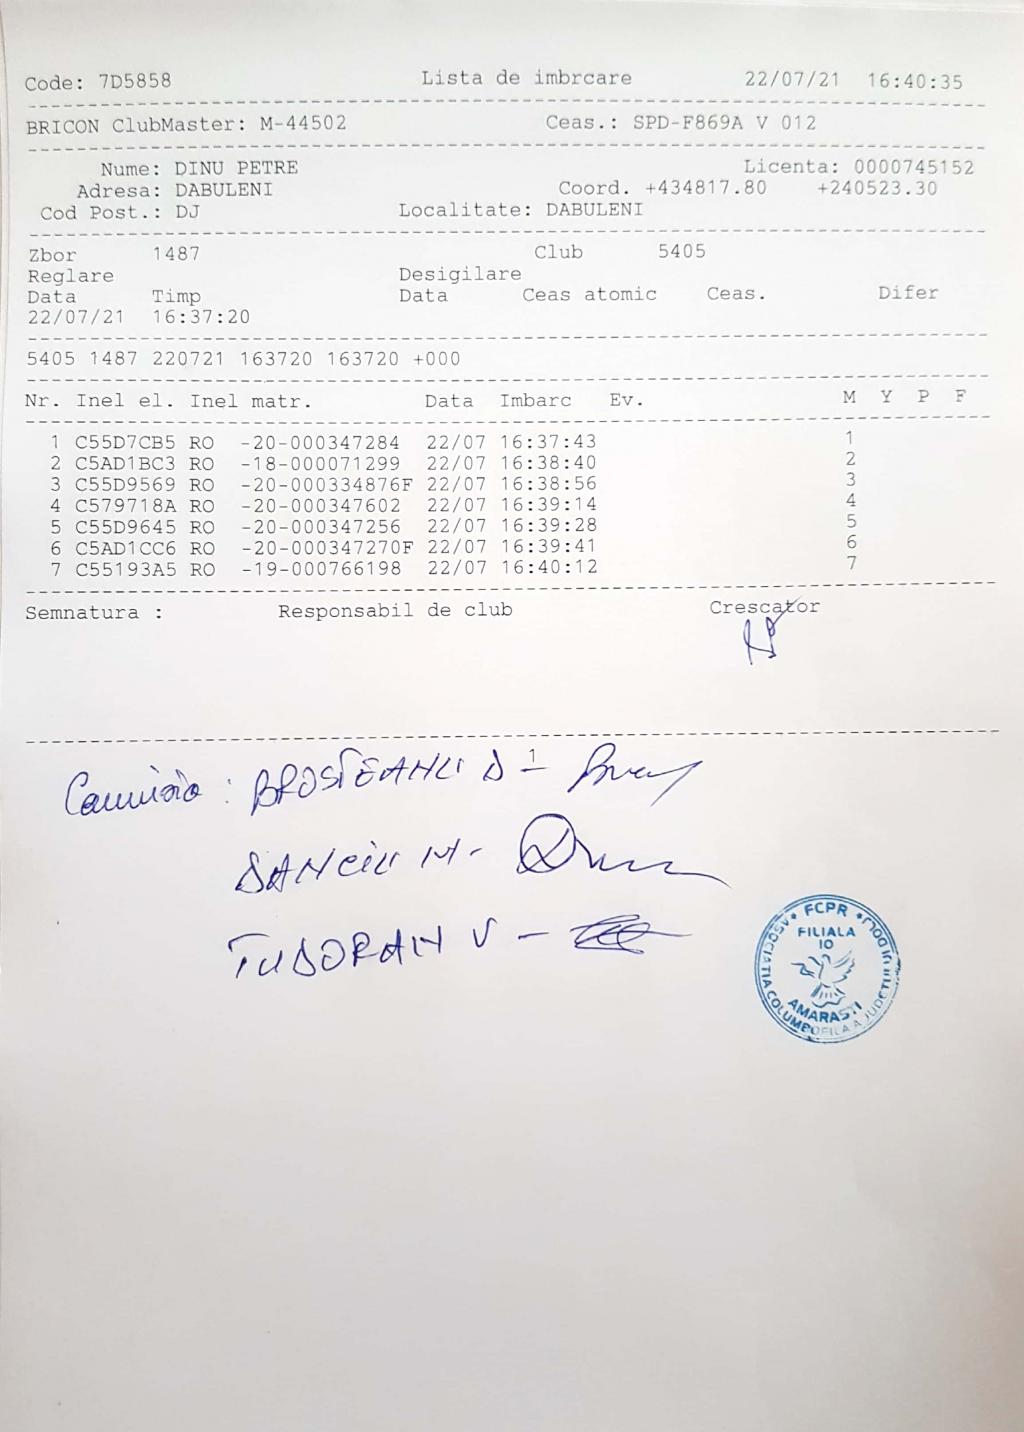 Code: 7D5858 Lista de imbrcare 22/07/21 16:40:35
BRICON ClubMaster: M-44502 Ceas.: SPD-F869A V 012
Nume: DINU PETRE Licenta: 0000745152
Adresa: DABULENI Coord. +434817.80 +240523.30
Cod Post.: DJ Localitate: DABULENI
Zbor 1487 Club 5405
Reglare Desigilare
Data Timp Data Ceas atomic Ceas. Difer
22/07/21 16:37:20
5405 1487 220721 163720 163720 +000
Nr. Inel el. Inel matr. Data Imbarc Ev. M Y P F
1 C55D7CB5 RO -20-000347284 22/07 16:37:43 1
2 C5AD1BC3 RO -18-000071299 22/07 16:38:40 2
3 C55D9569 RO -20-000334876F 22/07 16:38:56 3
4 C579718A RO -20-000347602 22/07 16:39:14 4
5 C55D9645 RO -20-000347256 22/07 16:39:28 5
6 C5AD1CC6 RO -20-000347270F 22/07 16:39:41 6
7 C55193A5 RO -19-000766198 22/07 16:40:12 7
Semnatura : Responsabil de club Crescator
Comisia : BROSTEANU D -
DANCIU M -
TUDORAN V -
FCPR
FILIALA
10
AMARASTI
ASOCIATIA COLUMBOFILA A JUDETULUI DOLJ